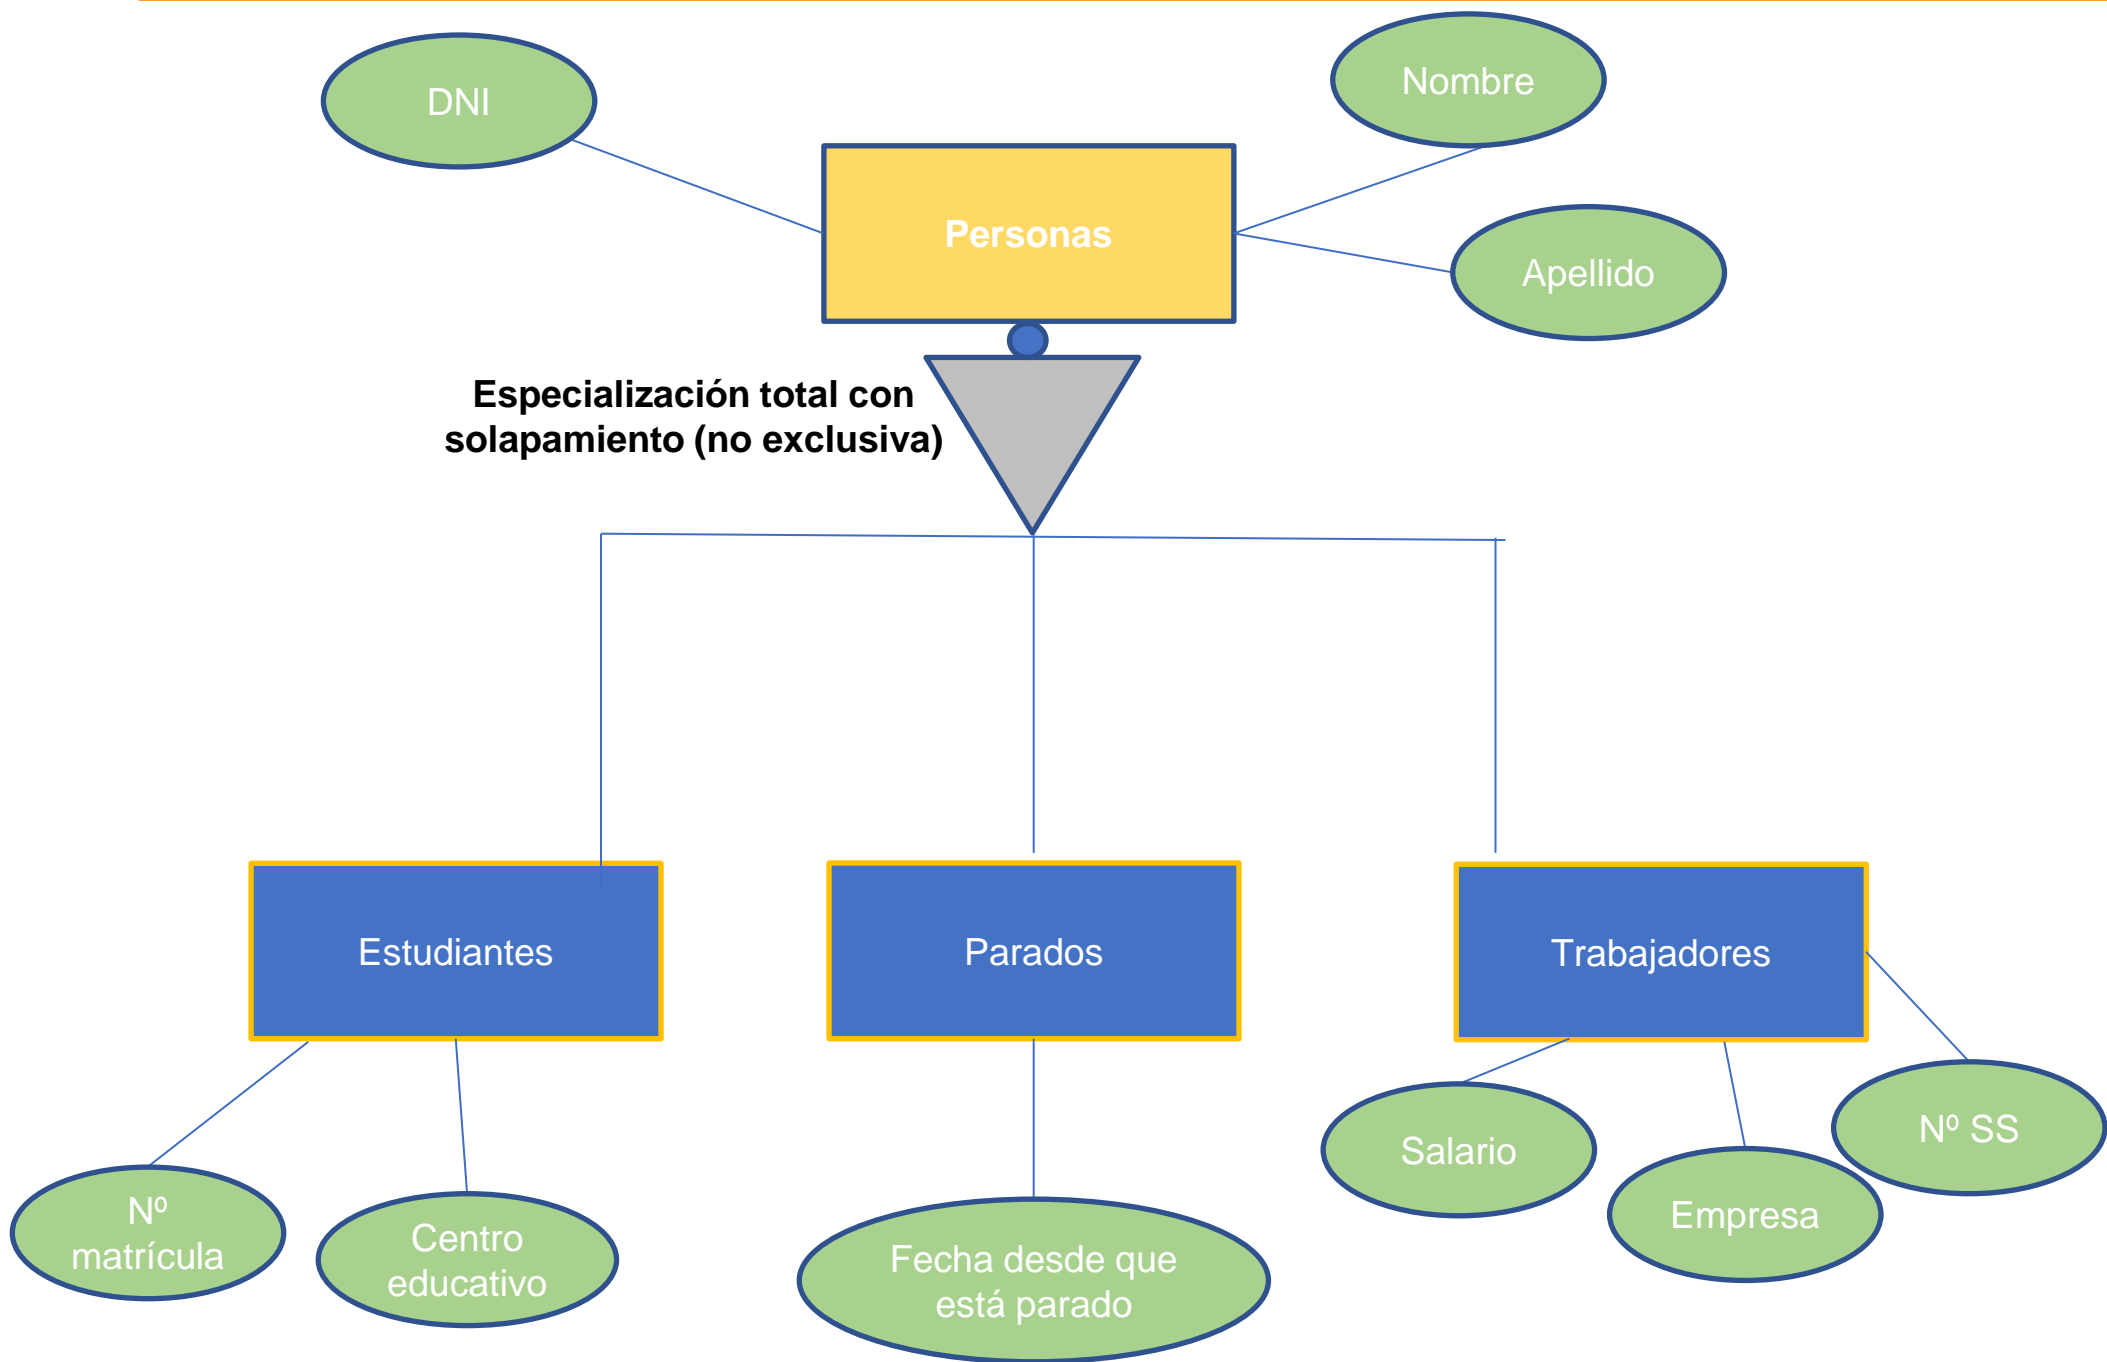 DNI
Nombre
Personas
Apellido
Especialización total con
solapamiento (no exclusiva)
Estudiantes
Parados
Trabajadores
Nº
matrícula
Centro
educativo
Fecha desde que
está parado
Salario
Empresa
Nº SS